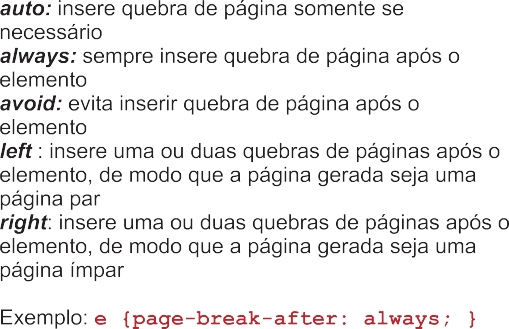 auto: insere quebra de página somente se
necessário
always: sempre insere quebra de página após o
elemento
avoid: evita inserir quebra de página após o
elemento
left : insere uma ou duas quebras de páginas após o
elemento, de modo que a página gerada seja uma
página par
right: insere uma ou duas quebras de páginas após o
elemento, de modo que a página gerada seja uma
página ímpar
Exemplo: e {page-break-after: always; }